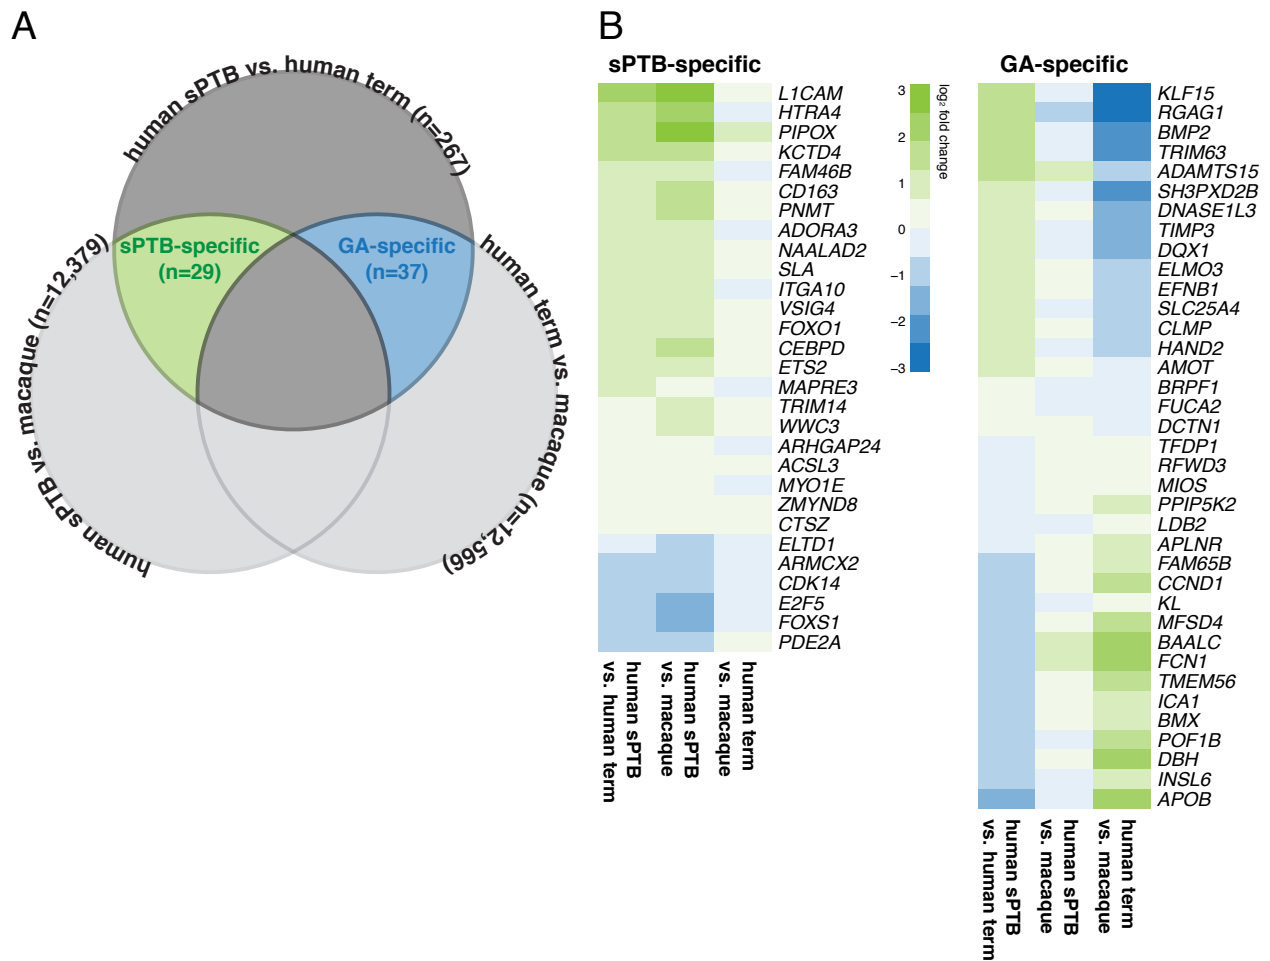 A
human sPTB vs. human term (n=267)
human sPTB vs. macaque (n=12,379)
human term vs. macaque (n=12,566)
sPTB-specific
(n=29)
GA-specific
(n=37)
B
sPTB-specific
L1CAM
HTRA4
PIPOX
KCTD4
FAM46B
CD163
PNMT
ADORA3
NAALAD2
SLA
ITGA10
VSIG4
FOXO1
CEBPD
ETS2
MAPRE3
TRIM14
WWC3
ARHGAP24
ACSL3
MYO1E
ZMYND8
CTSZ
ELTD1
ARMCX2
CDK14
E2F5
FOXS1
PDE2A
human sPTB
vs. human term
human sPTB
vs. macaque
human term
vs. macaque
3
2
1
0
−1
−2
−3
log2 fold change
GA-specific
KLF15
RGAG1
BMP2
TRIM63
ADAMTS15
SH3PXD2B
DNASE1L3
TIMP3
DQX1
ELMO3
EFNB1
SLC25A4
CLMP
HAND2
AMOT
BRPF1
FUCA2
DCTN1
TFDP1
RFWD3
MIOS
PPIP5K2
LDB2
APLNR
FAM65B
CCND1
KL
MFSD4
BAALC
FCN1
TMEM56
ICA1
BMX
POF1B
DBH
INSL6
APOB
human sPTB
vs. human term
human sPTB
vs. macaque
human term
vs. macaque